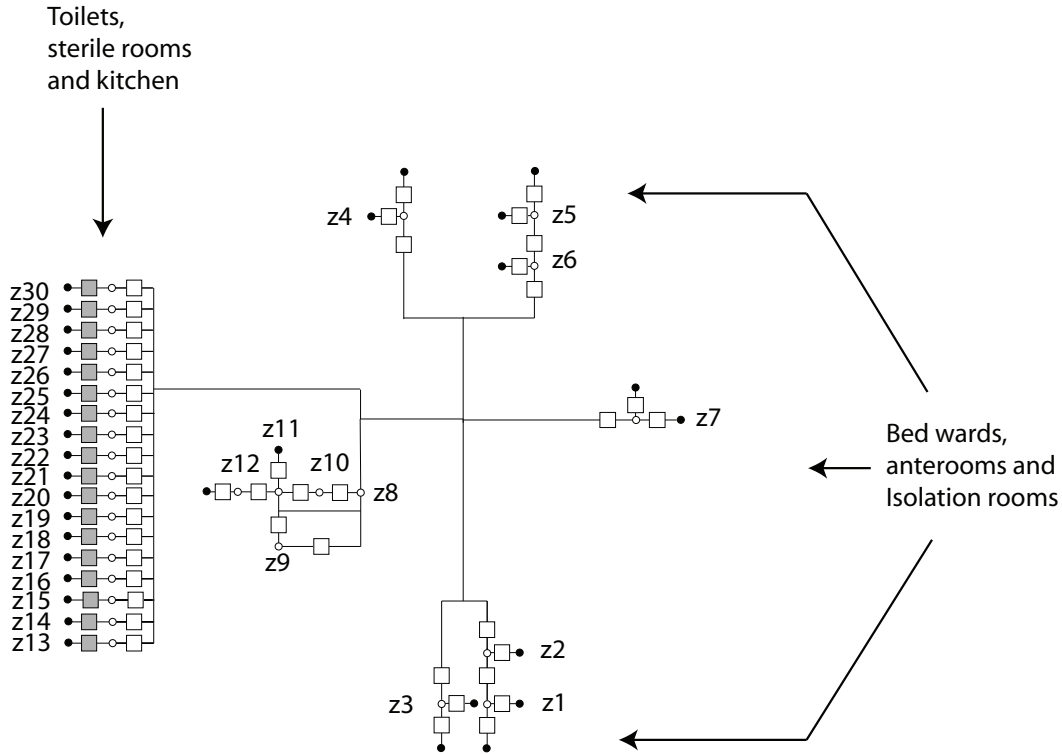 Toilets,
sterile rooms
and kitchen
z4
z5
z6
z30
z29
z28
z27
z26
z25
z24
z23
z22
z21
z20
z19
z18
z17
z16
z15
z14
z13
z7
z11
z12
z10
z8
z9
Bed wards,
anterooms and
Isolation rooms
z2
z3
z1